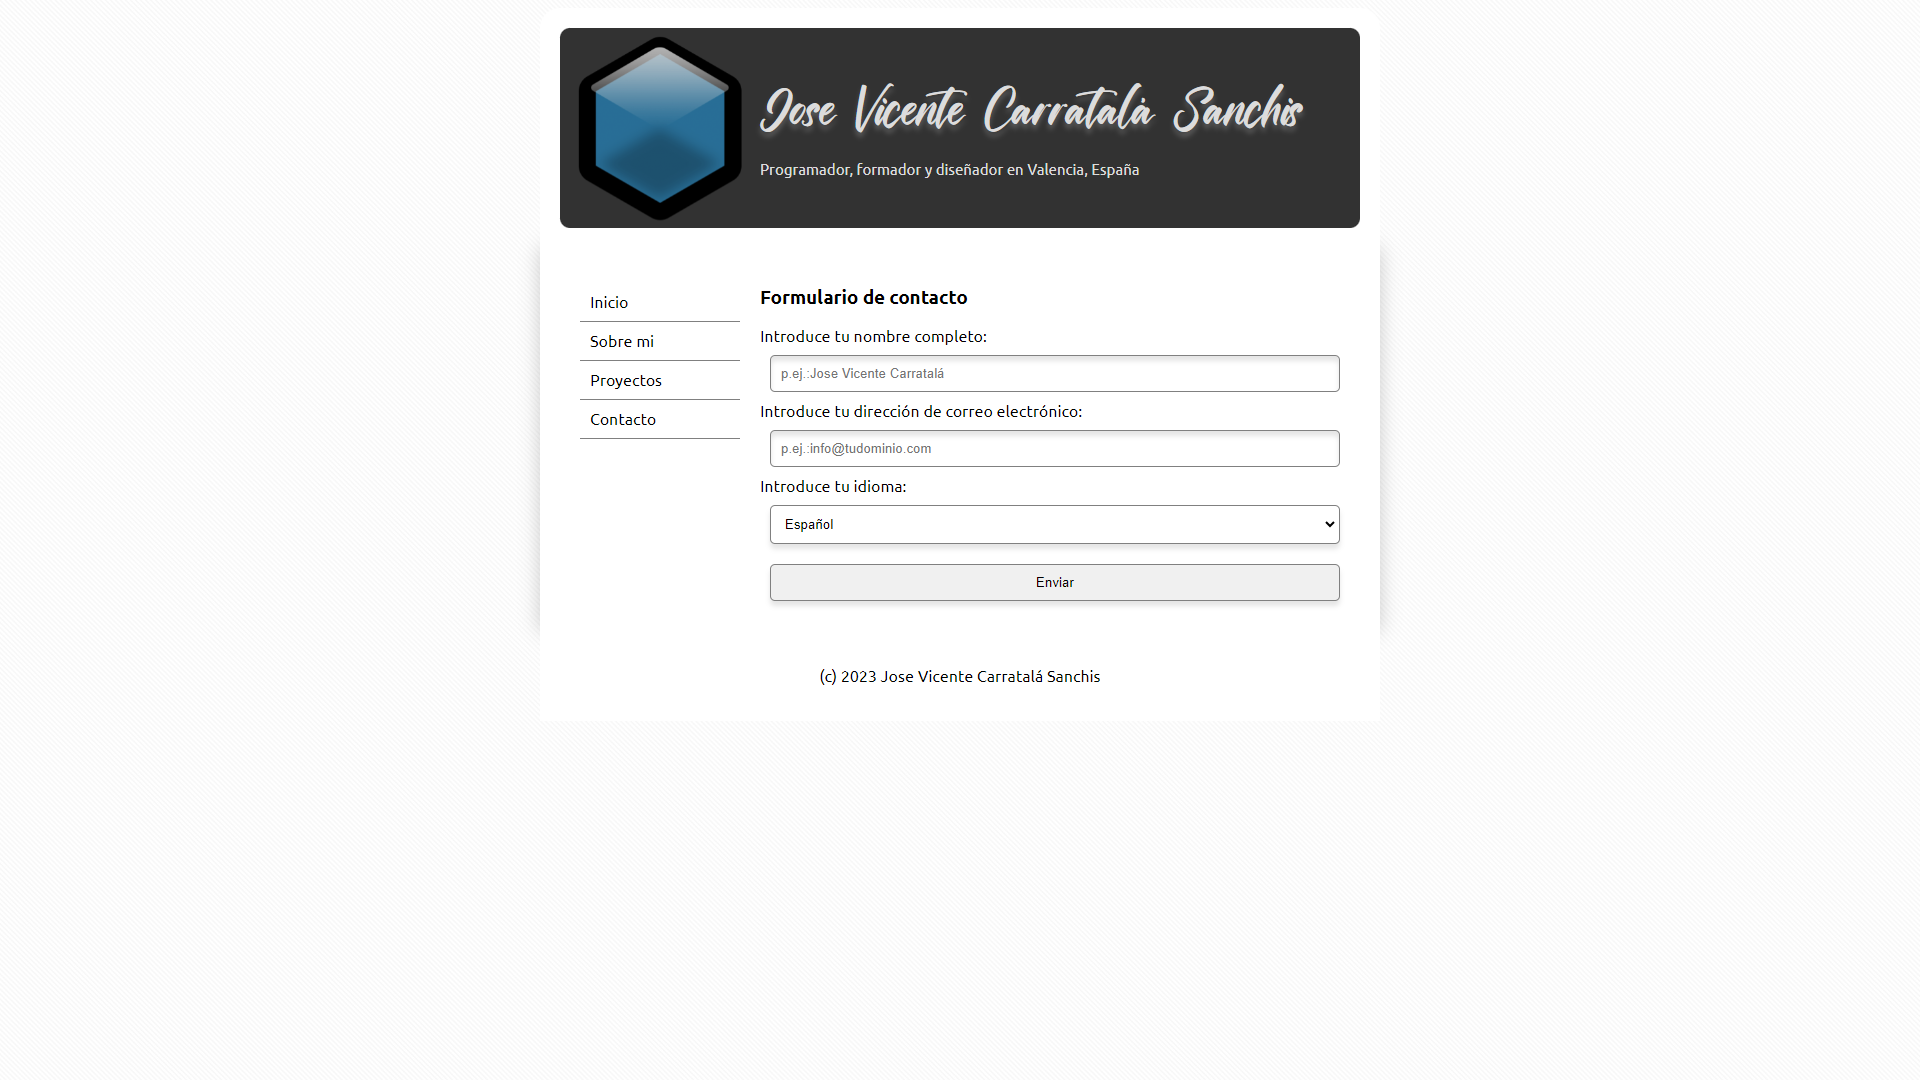 Jose Vicente Carratalá Sanchis
Programador, formador y diseñador en Valencia, España
Inicio
Sobre mi
Proyectos
Contacto
Formulario de contacto
Introduce tu nombre completo:
p.ej.:Jose Vicente Carratalá
Introduce tu dirección de correo electrónico:
p.ej.:info@tudominio.com
Introduce tu idioma:
Español
Enviar
(c) 2023 Jose Vicente Carratalá Sanchis